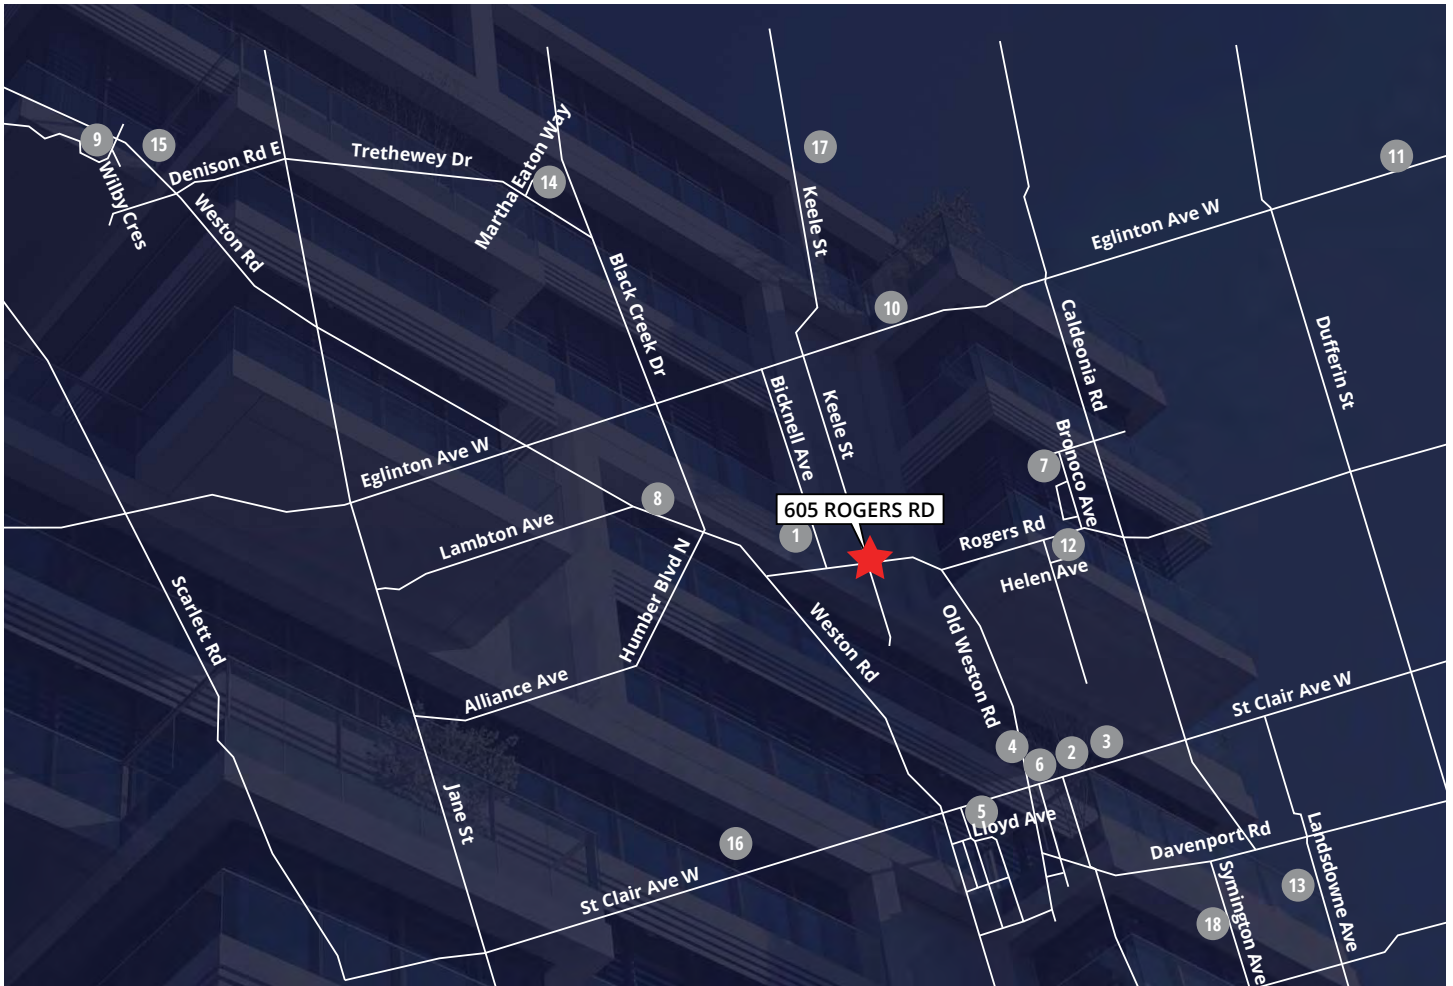 9
15
Denison Rd E
Trethewey Dr
Martha Eaton Way
14
17
11
Wilby Cres
Weston Rd
Keele St
Eglinton Ave W
Black Creek Dr
10
Caldeonia Rd
Dufferin St
Bicknell Ave
Keele St
Eglinton Ave W
Bronoco Ave
7
8
605 ROGERS RD
Lambton Ave
1
Rogers Rd
12
Helen Ave
Humber Blvd N
Scarlett Rd
Weston Rd
Old Weston Rd
Alliance Ave
St Clair Ave W
4
6
2
3
5
Lloyd Ave
Jane St
16
Davenport Rd
St Clair Ave W
Symington Ave
13
Landsdowne Ave
18